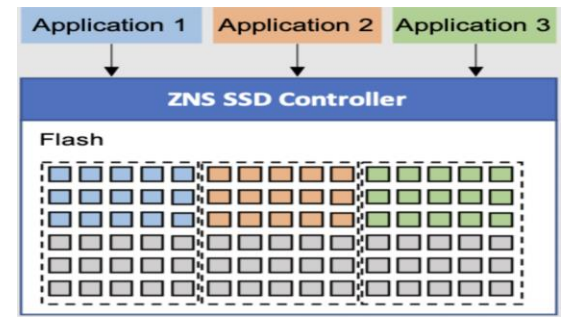 Application 1 Application 2 Application 3
ZNS SSD Controller
Flash